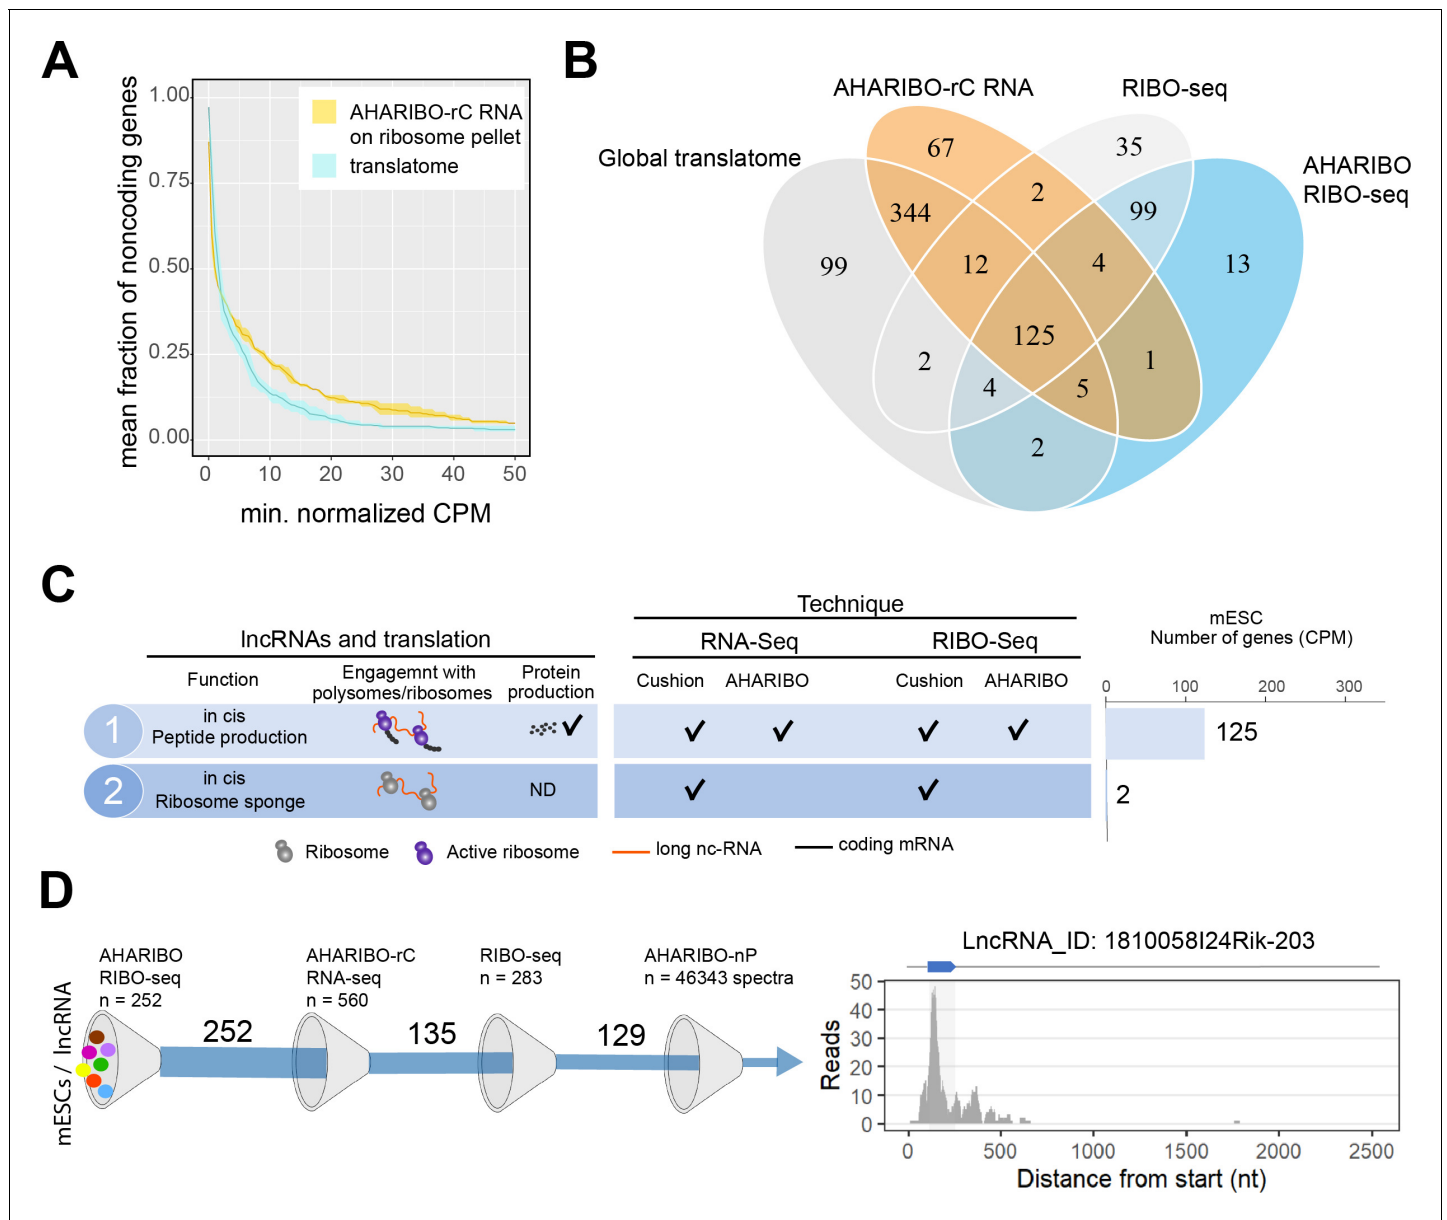 A
mean fraction of noncoding genes
1.00
0.75
0.50
0.25
0.00
AHARIBO-rC RNA
on ribosome pellet
translatome
0 10 20 30 40 50
min. normalized CPM
B
AHARIBO-rC RNA
RIBO-seq
Global translatome
AHARIBO
RIBO-seq
67
35
2
344
99
99
12
4
13
125
2
1
4
5
2
C
Technique
mESC
Number of genes (CPM)
lncRNAs and translation
RNA-Seq
RIBO-Seq
Function
Engagemnt with
polysomes/ribosomes
Protein
production
Cushion
AHARIBO
Cushion
AHARIBO
0 100 200 300
1
in cis
Peptide production
125
2
in cis
Ribosome sponge
ND
2
Ribosome
Active ribosome
long nc-RNA
coding mRNA
D
mESCs / lncRNA
AHARIBO
RIBO-seq
n = 252
AHARIBO-rC
RNA-seq
n = 560
RIBO-seq
n = 283
AHARIBO-nP
n = 46343 spectra
252
135
129
LncRNA_ID: 1810058I24Rik-203
Reads
50
40
30
20
10
0
0 500 1000 1500 2000 2500
Distance from start (nt)